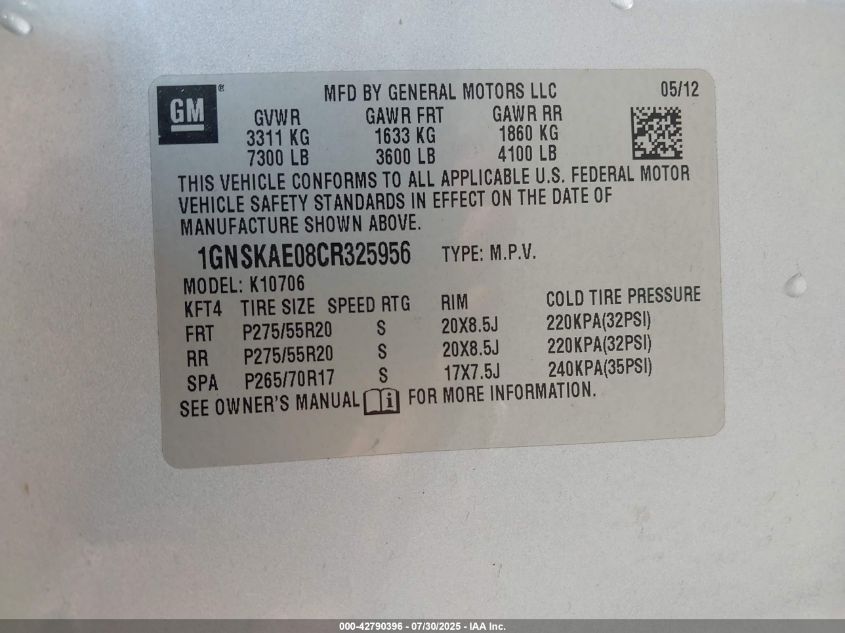 MFD BY GENERAL MOTORS LLC 05/12
GM®
GVWR GAWR FRT GAWR RR
3311 KG 1633 KG 1860 KG
7300 LB 3600 LB 4100 LB
THIS VEHICLE CONFORMS TO ALL APPLICABLE U.S. FEDERAL MOTOR
VEHICLE SAFETY STANDARDS IN EFFECT ON THE DATE OF
MANUFACTURE SHOWN ABOVE.
1GNSKAE08CR325956 TYPE: M.P.V.
MODEL: K10706
KFT4 TIRE SIZE SPEED RTG RIM COLD TIRE PRESSURE
FRT P275/55R20 S 20X8.5J 220KPA(32PSI)
RR P275/55R20 S 20X8.5J 220KPA(32PSI)
SPA P265/70R17 S 17X7.5J 240KPA(35PSI)
SEE OWNER'S MANUAL i FOR MORE INFORMATION.
000-42790396 - 07/30/2025 - IAA Inc.